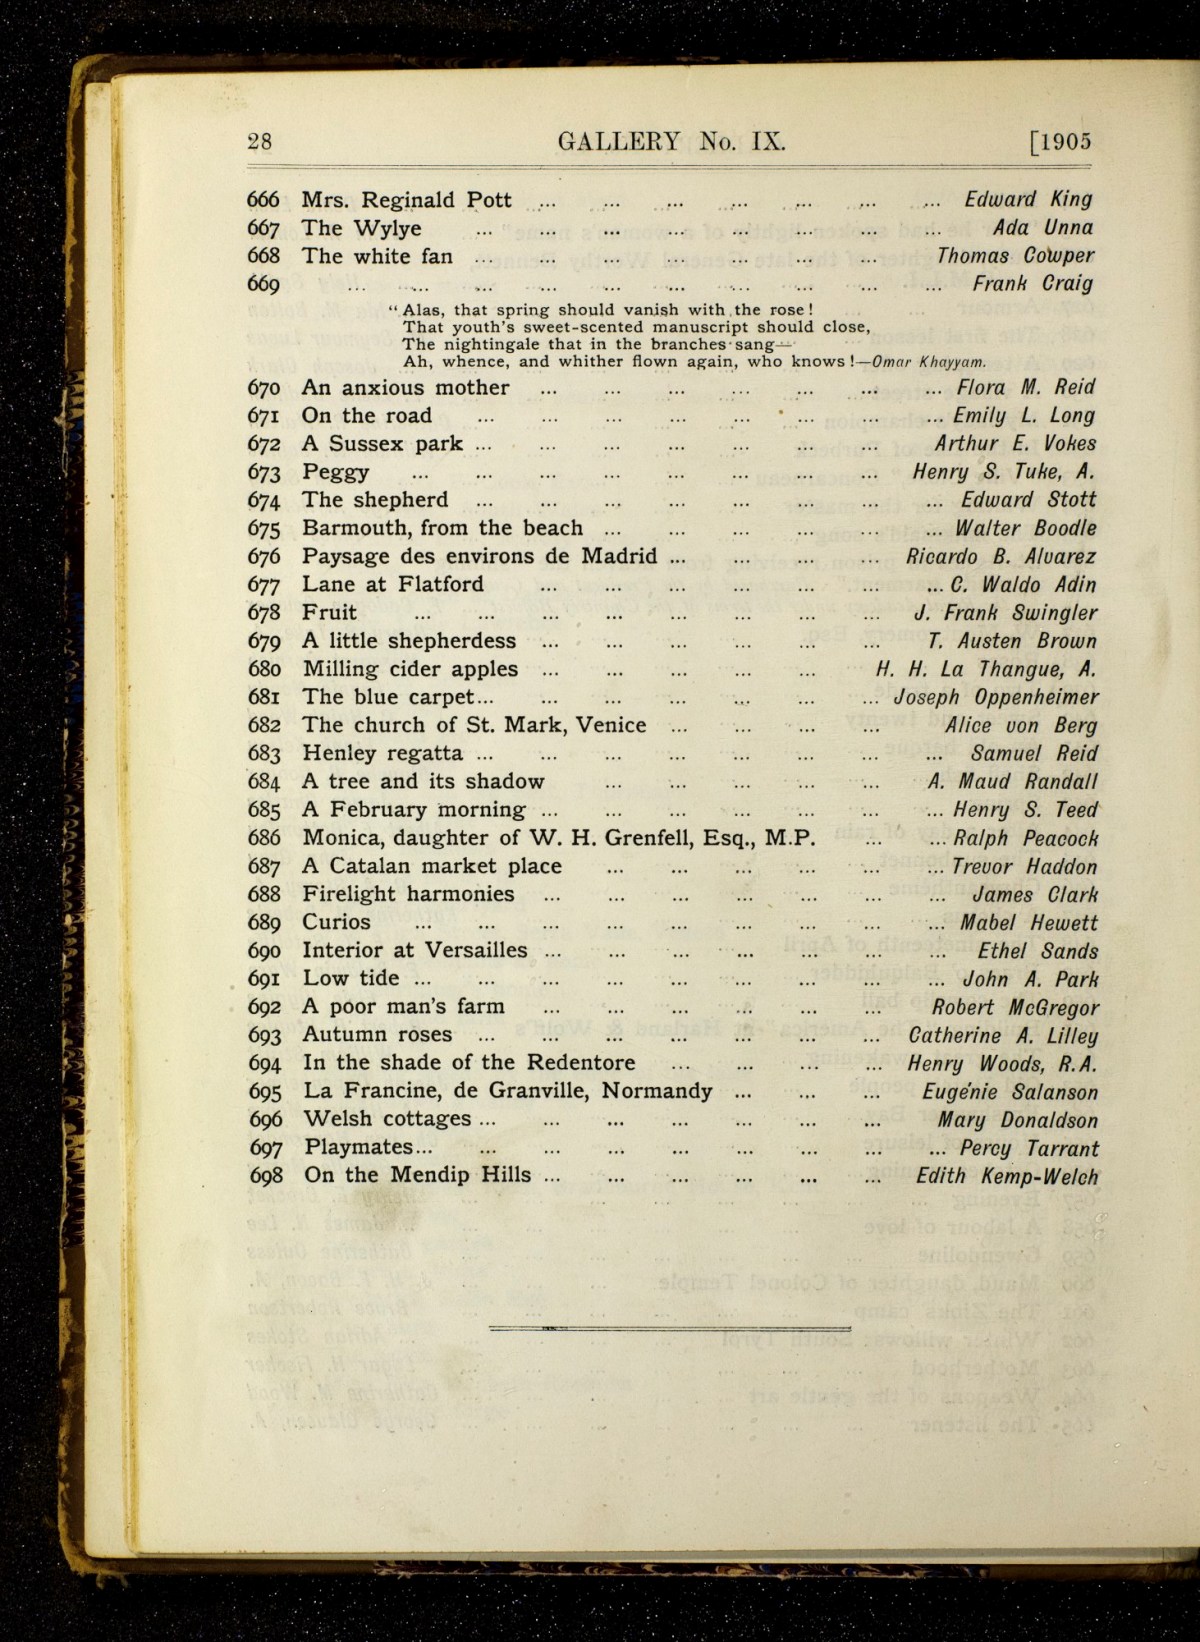 28 GALLERY No. IX. [1905
666 Mrs. Reginald Pott ... ... ... ... ... ... ... Edward King
667 The Wylye ... ... ... ... ... ... ... ... Ada Unna
668 The white fan ... ... ... ... ... ... ... Thomas Cowper
669 ... ... ... ... ... ... ... ... ... ... Frank Craig
“Alas, that spring should vanish with the rose!
That youth's sweet-scented manuscript should close,
The nightingale that in the branches sang—
Ah, whence, and whither flown again, who knows!—Omar Khayyam.
670 An anxious mother ... ... ... ... ... ... ... Flora M. Reid
671 On the road ... ... ... ... ... ... ... ... Emily L. Long
672 A Sussex park ... ... ... ... ... ... ... Arthur E. Vokes
673 Peggy ... ... ... ... ... ... ... ... Henry S. Tuke, A.
674 The shepherd ... ... ... ... ... ... ... ... Edward Stott
675 Barmouth, from the beach ... ... ... ... ... ... Walter Boodle
676 Paysage des environs de Madrid ... ... ... ... Ricardo B. Alvarez
677 Lane at Flatford ... ... ... ... ... ... ... C. Waldo Adin
678 Fruit ... ... ... ... ... ... ... ... J. Frank Swingler
679 A little shepherdess ... ... ... ... ... ... T. Austen Brown
680 Milling cider apples ... ... ... ... ... H. H. La Thangue, A.
681 The blue carpet... ... ... ... ... ... ... Joseph Oppenheimer
682 The church of St. Mark, Venice ... ... ... ... Alice von Berg
683 Henley regatta ... ... ... ... ... ... ... ... Samuel Reid
684 A tree and its shadow ... ... ... ... ... A. Maud Randall
685 A February morning ... ... ... ... ... ... ... Henry S. Teed
686 Monica, daughter of W. H. Grenfell, Esq., M.P. ... ... Ralph Peacock
687 A Catalan market place ... ... ... ... ... ... Trevor Haddon
688 Firelight harmonies ... ... ... ... ... ... ... James Clark
689 Curios ... ... ... ... ... ... ... ... ... Mabel Hewett
690 Interior at Versailles ... ... ... ... ... ... ... Ethel Sands
691 Low tide ... ... ... ... ... ... ... ... ... John A. Park
692 A poor man's farm ... ... ... ... ... ... Robert McGregor
693 Autumn roses ... ... ... ... ... ... ... Catherine A. Lilley
694 In the shade of the Redentore ... ... ... ... Henry Woods, R.A.
695 La Francine, de Granville, Normandy ... ... ... Eugénie Salanson
696 Welsh cottages ... ... ... ... ... ... ... Mary Donaldson
697 Playmates... ... ... ... ... ... ... ... ... Percy Tarrant
698 On the Mendip Hills ... ... ... ... ... ... Edith Kemp-Welch